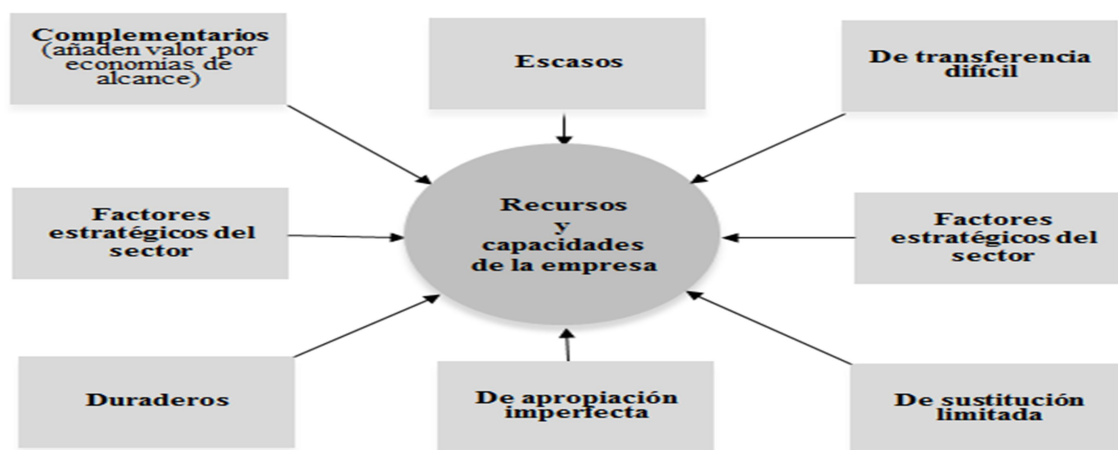 Complementarios
(añaden valor por
economías de
alcance)
Escasos
De transferencia
difícil
Factores
estratégicos del
sector
Recursos
y
capacidades
de la empresa
Factores
estratégicos del
sector
Duraderos
De apropiación
imperfecta
De sustitución
limitada